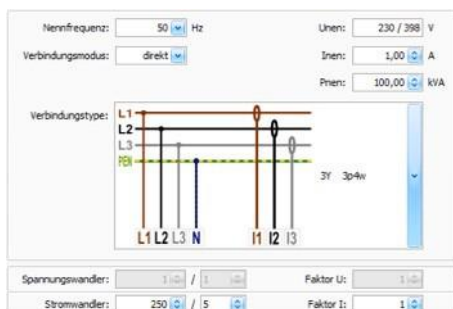 Nennfrequenz: 50 Hz Unen: 230 / 398 V
Verbindungsmodus: direkt Inen: 1,00 A
Pnen: 100,00 kVA
Verbindungstype: L1
L2
L3
PEN
3Y 3p4w
L1 L2 L3 N I1 I2 I3
Spannungswandler: 1 / 1 Faktor U: 1
Stromwandler: 250 / 5 Faktor I: 1